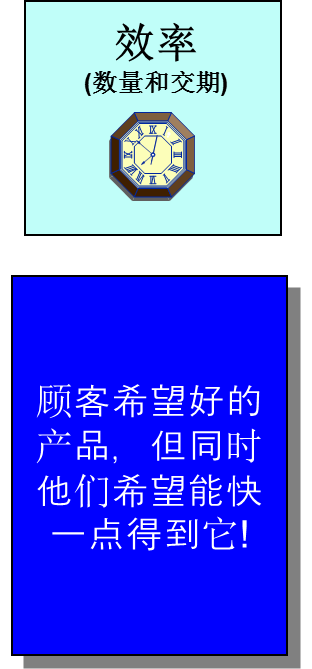 效率
(数量和交期)
顾客希望好的
产品, 但同时
他们希望能快
一点得到它!